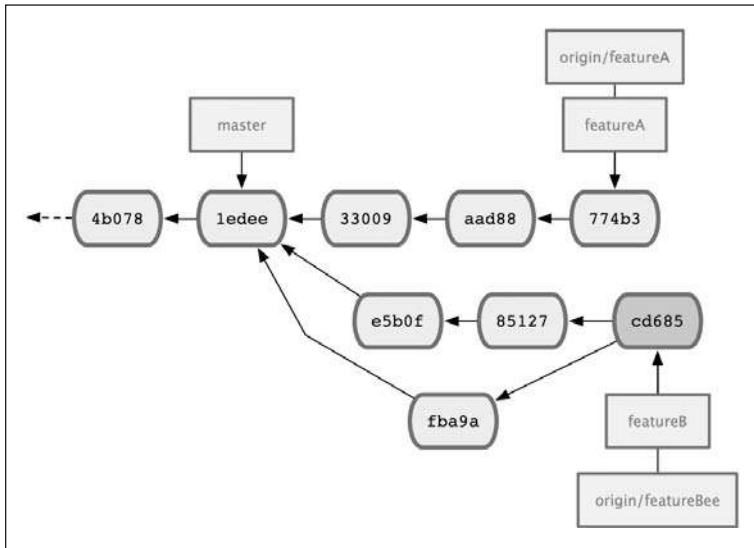 origin/featureA
master
featureA
4b078
1edee
33009
aad88
774b3
e5b0f
85127
cd685
fba9a
featureB
origin/featureBee